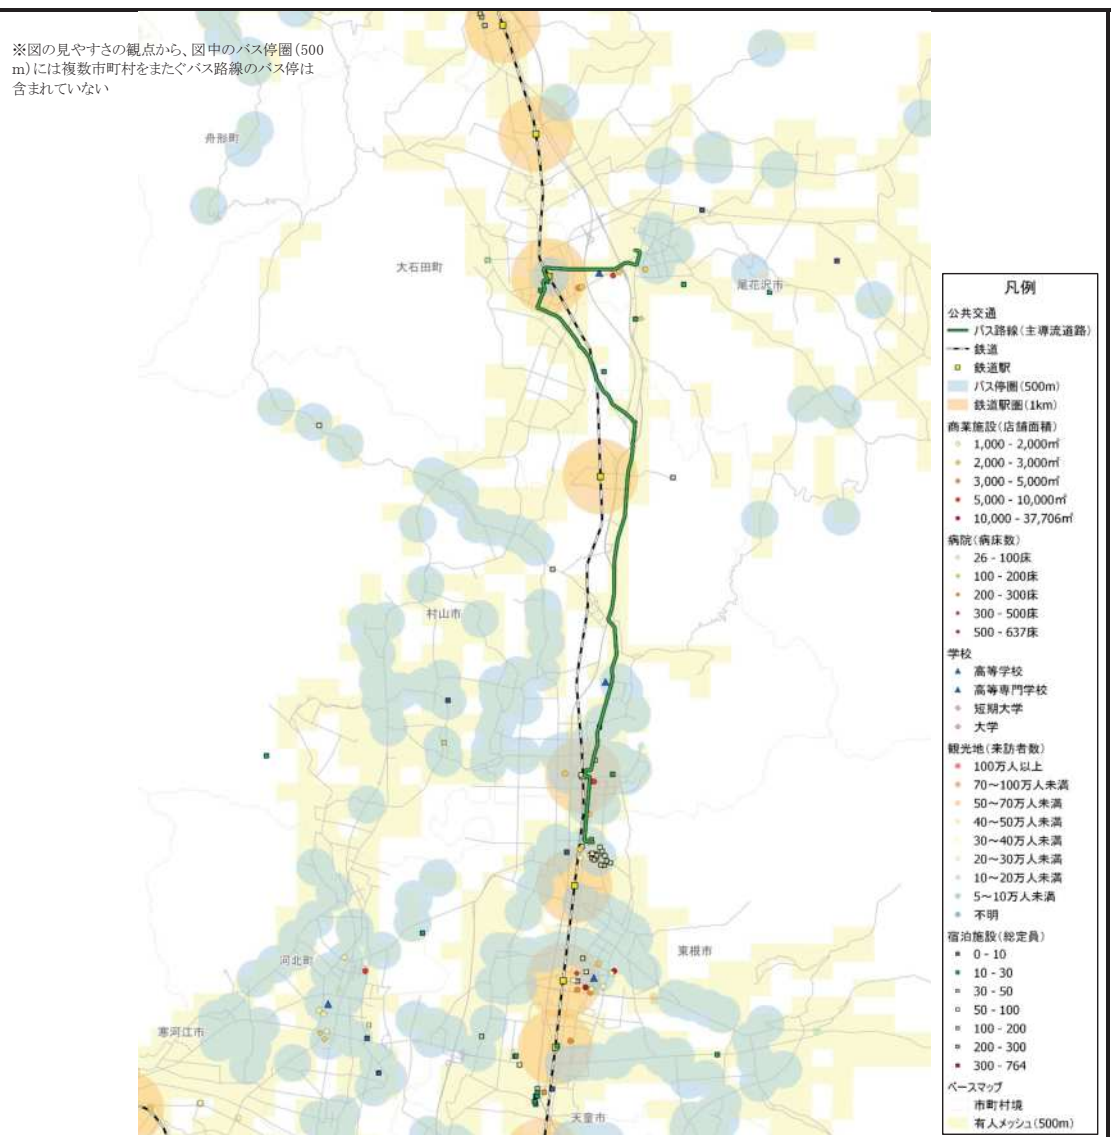 ※図の見やすさの観点から、図中のバス停圏(500
m)には複数市町村をまたぐバス路線のバス停は
含まれていない
舟形町
大石田町
尾花沢市
村山市
東根市
河北町
寒河江市
天童市
凡例
公共交通
バス路線(主導流道路)
鉄道
鉄道駅
バス停圏(500m)
鉄道駅圏(1km)
商業施設(店舗面積)
1,000 - 2,000㎡
2,000 - 3,000㎡
3,000 - 5,000㎡
5,000 - 10,000㎡
10,000 - 37,706㎡
病院(病床数)
26 - 100床
100 - 200床
200 - 300床
300 - 500床
500 - 637床
学校
高等学校
高等専門学校
短期大学
大学
観光地(来訪者数)
100万人以上
70～100万人未満
50～70万人未満
40～50万人未満
30～40万人未満
20～30万人未満
10～20万人未満
5～10万人未満
不明
宿泊施設(総定員)
0 - 10
10 - 30
30 - 50
50 - 100
100 - 200
200 - 300
300 - 764
ベースマップ
市町村境
有人メッシュ(500m)